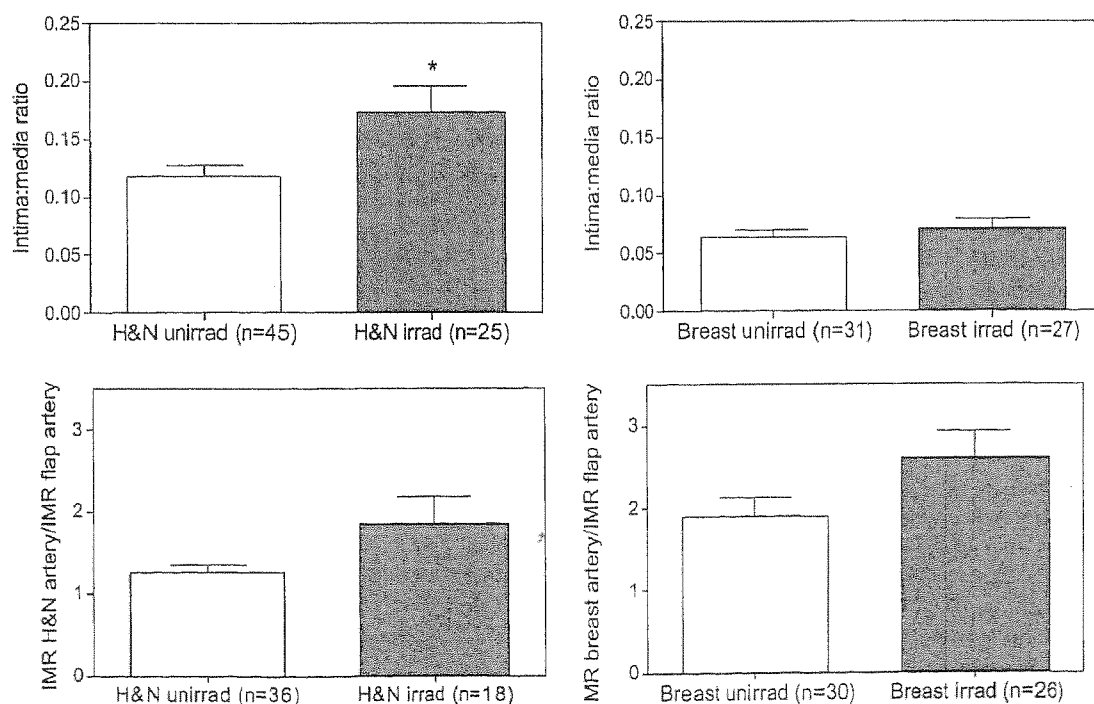 Intima:media ratio
0.25
0.20
0.15
0.10
0.05
0.00
*
H&N unirrad (n=45)
H&N irrad (n=25)
Intima:media ratio
0.25
0.20
0.15
0.10
0.05
0.00
Breast unirrad (n=31)
Breast irrad (n=27)
IMR H&N artery/IMR flap artery
3
2
1
0
H&N unirrad (n=36)
H&N irrad (n=18)
MR breast artery/IMR flap artery
3
2
1
0
Breast unirrad (n=30)
Breast irrad (n=26)